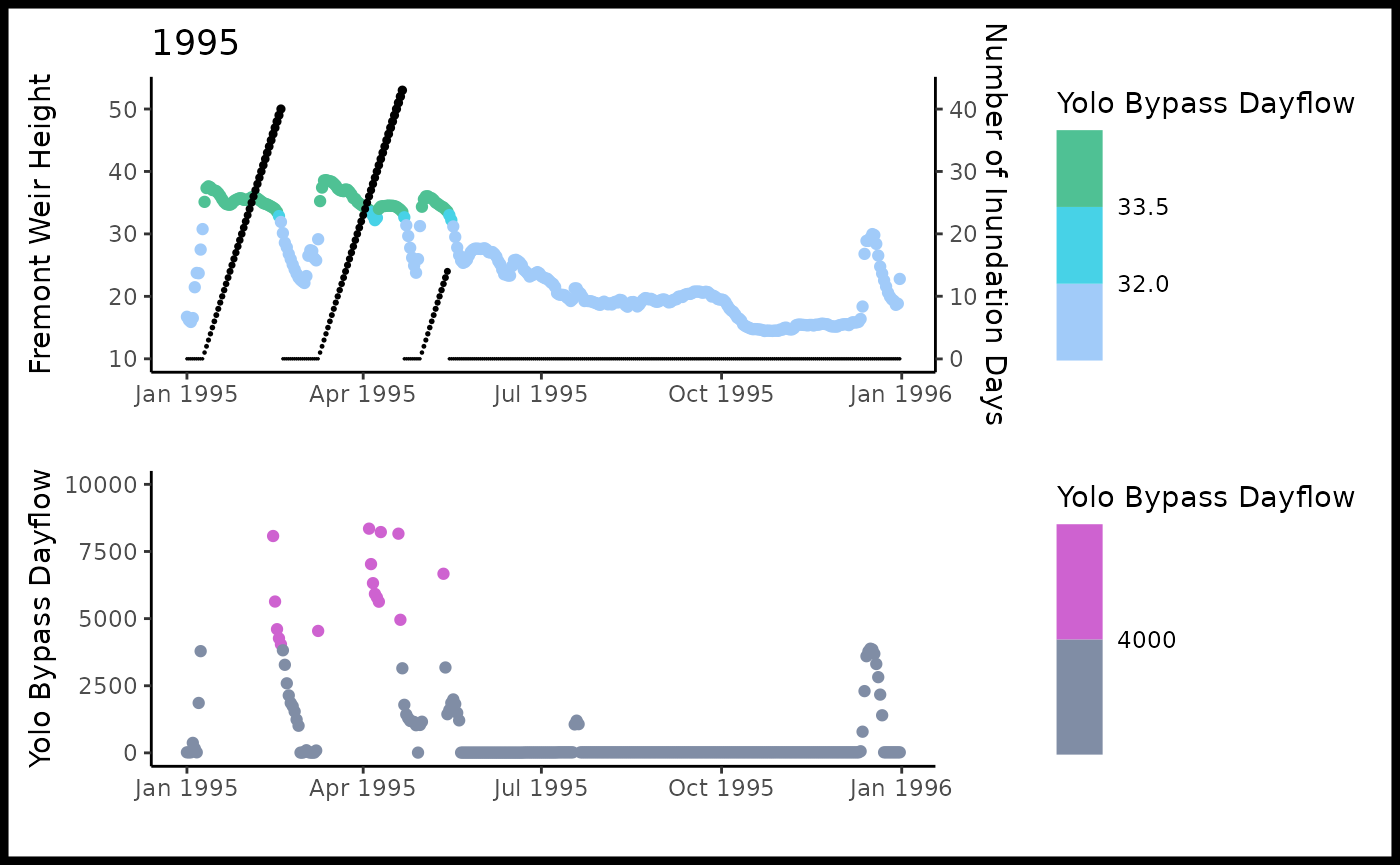 1995
Fremont Weir Height
50
40
30
20
10
Number of Inundation Days
40
30
20
10
0
Jan 1995 Apr 1995 Jul 1995 Oct 1995 Jan 1996
Yolo Bypass Dayflow
33.5
32.0
Yolo Bypass Dayflow
10000
7500
5000
2500
0
Jan 1995 Apr 1995 Jul 1995 Oct 1995 Jan 1996
Yolo Bypass Dayflow
4000